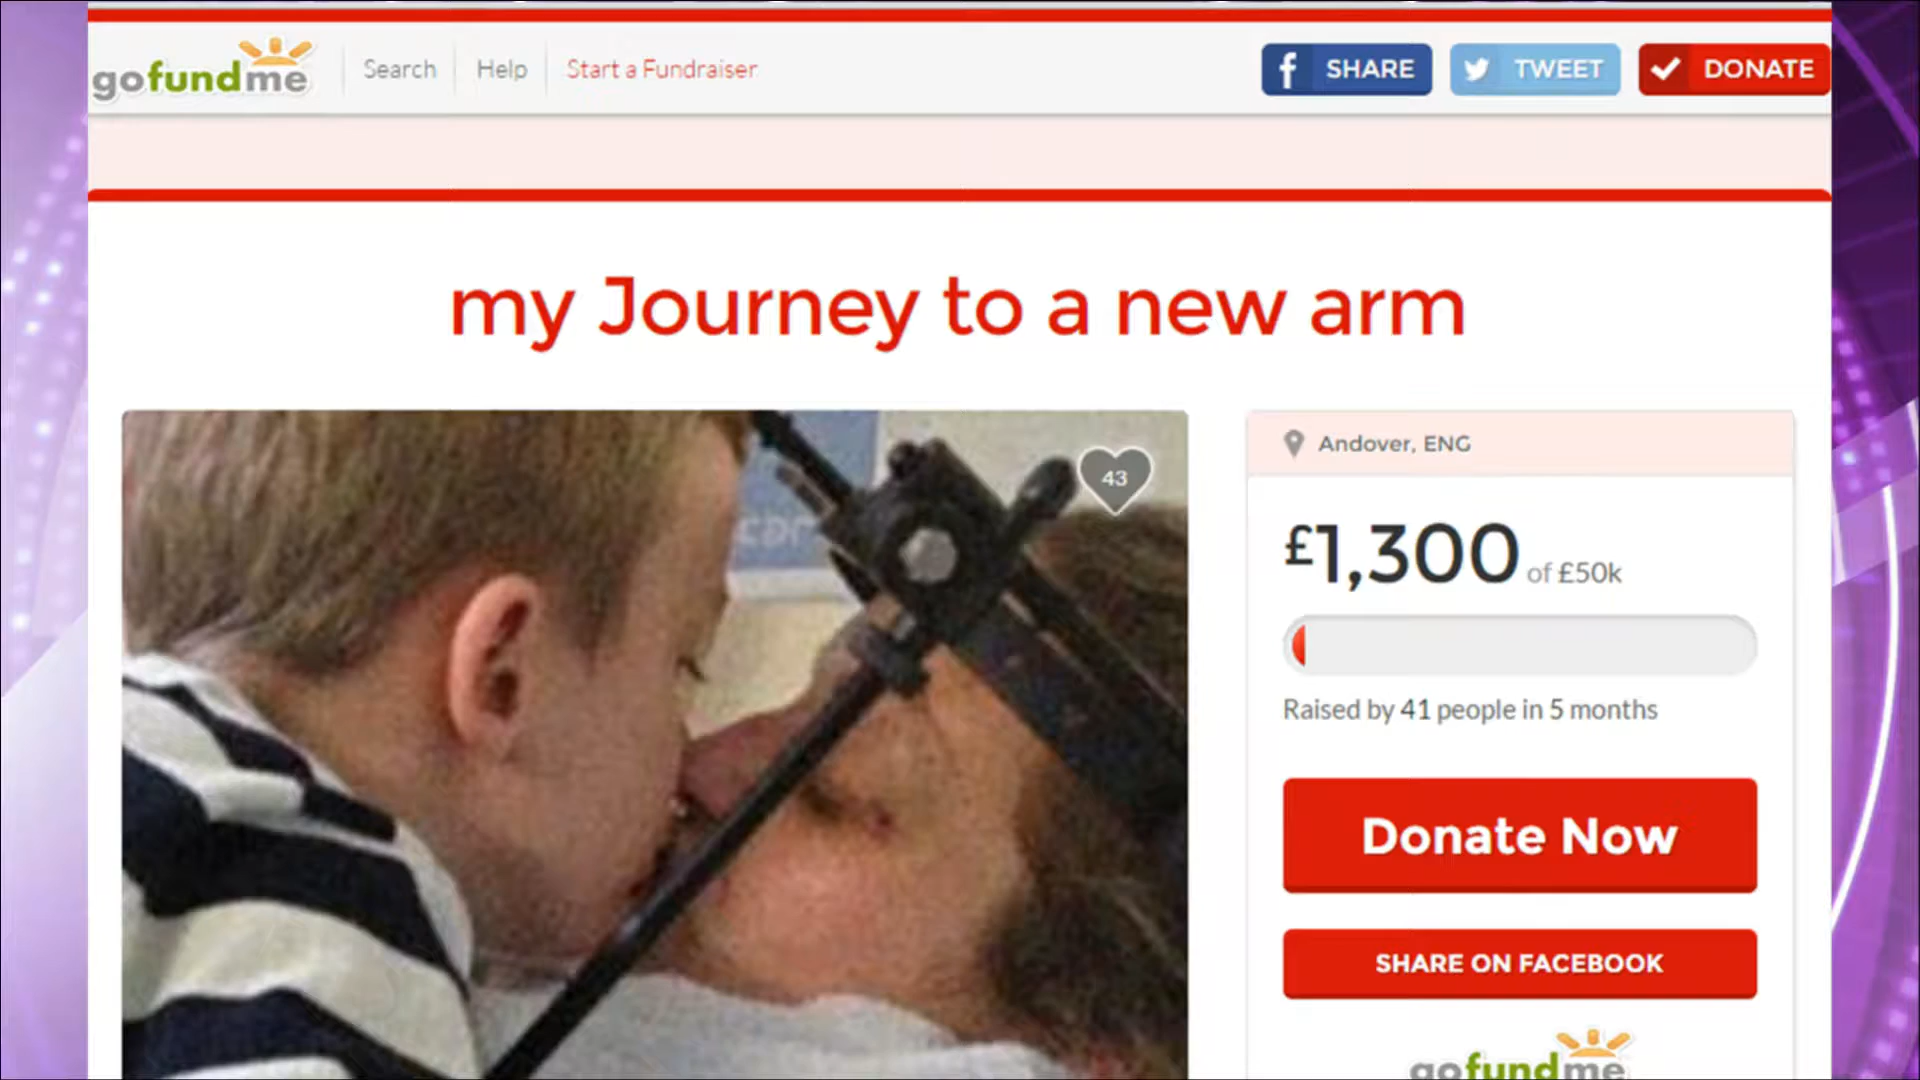 gofundme
Search
Help
Start a Fundraiser
SHARE
TWEET
DONATE
my Journey to a new arm
43
car
Andover, ENG
£1,300 of £50k
Raised by 41 people in 5 months
Donate Now
SHARE ON FACEBOOK
gofundme